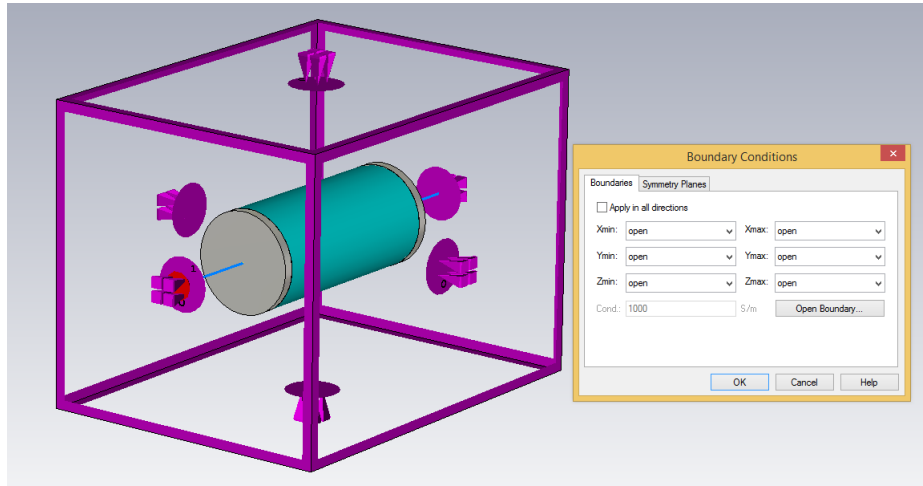 Boundary Conditions
Boundaries Symmetry Planes
Apply in all directions
Xmin: open Xmax: open
Ymin: open Ymax: open
Zmin: open Zmax: open
Cond.: 1000 S/m Open Boundary...
OK Cancel Help